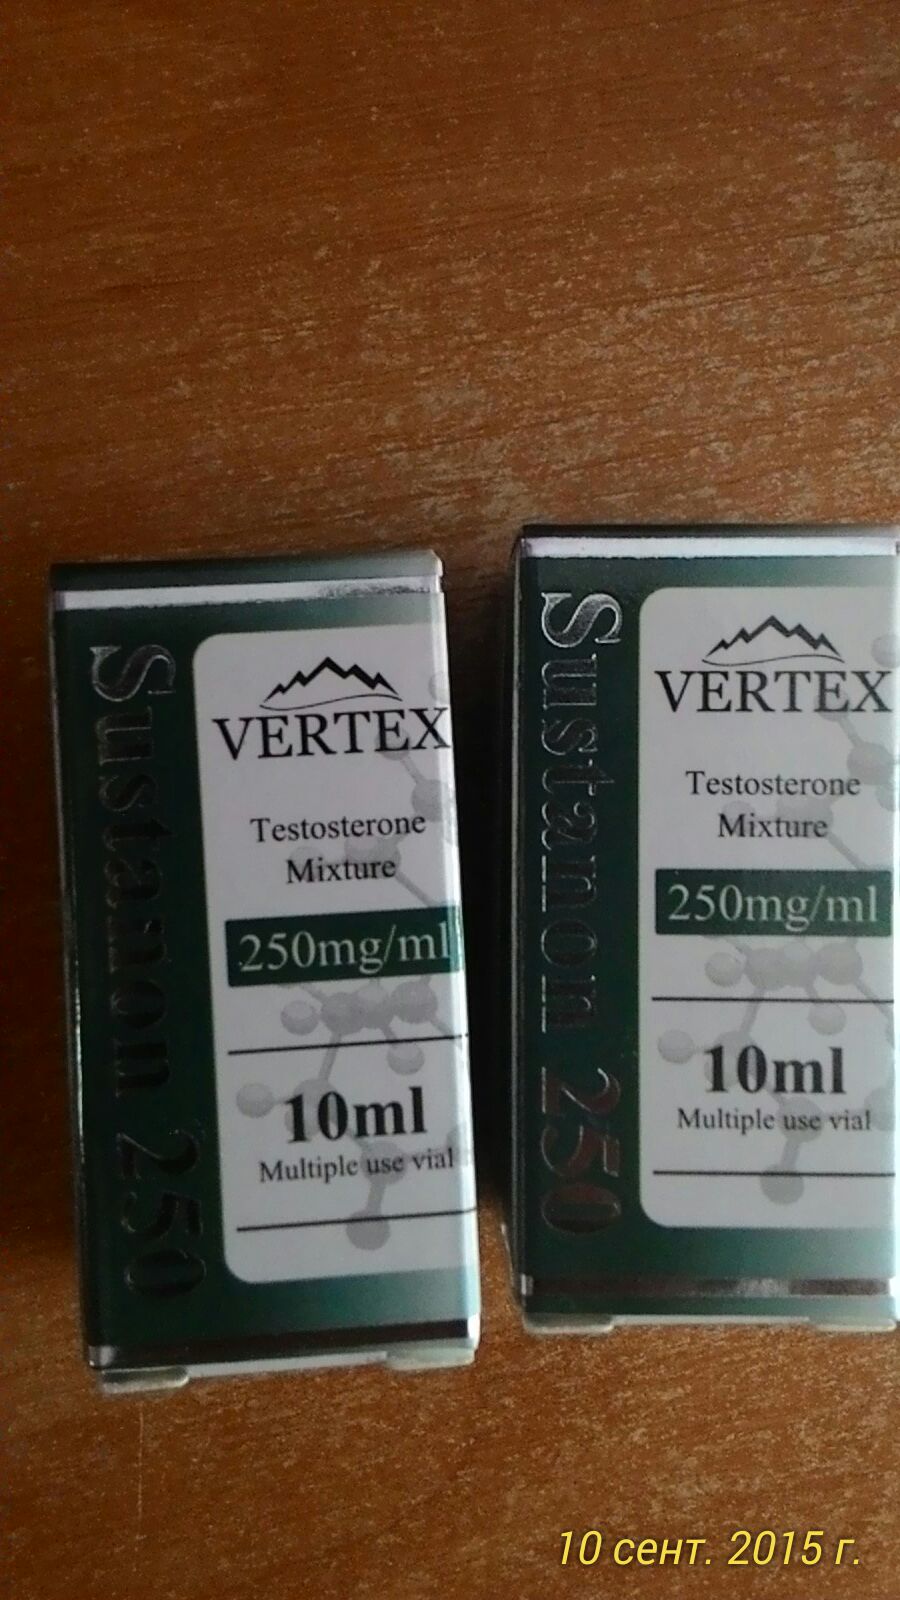 Sustanon 250
VERTEX
Testosterone
Mixture
250mg/ml
10ml
Multiple use vial
Sustanon 250
VERTEX
Testosterone
Mixture
250mg/ml
10ml
Multiple use vial
10 сент. 2015 г.